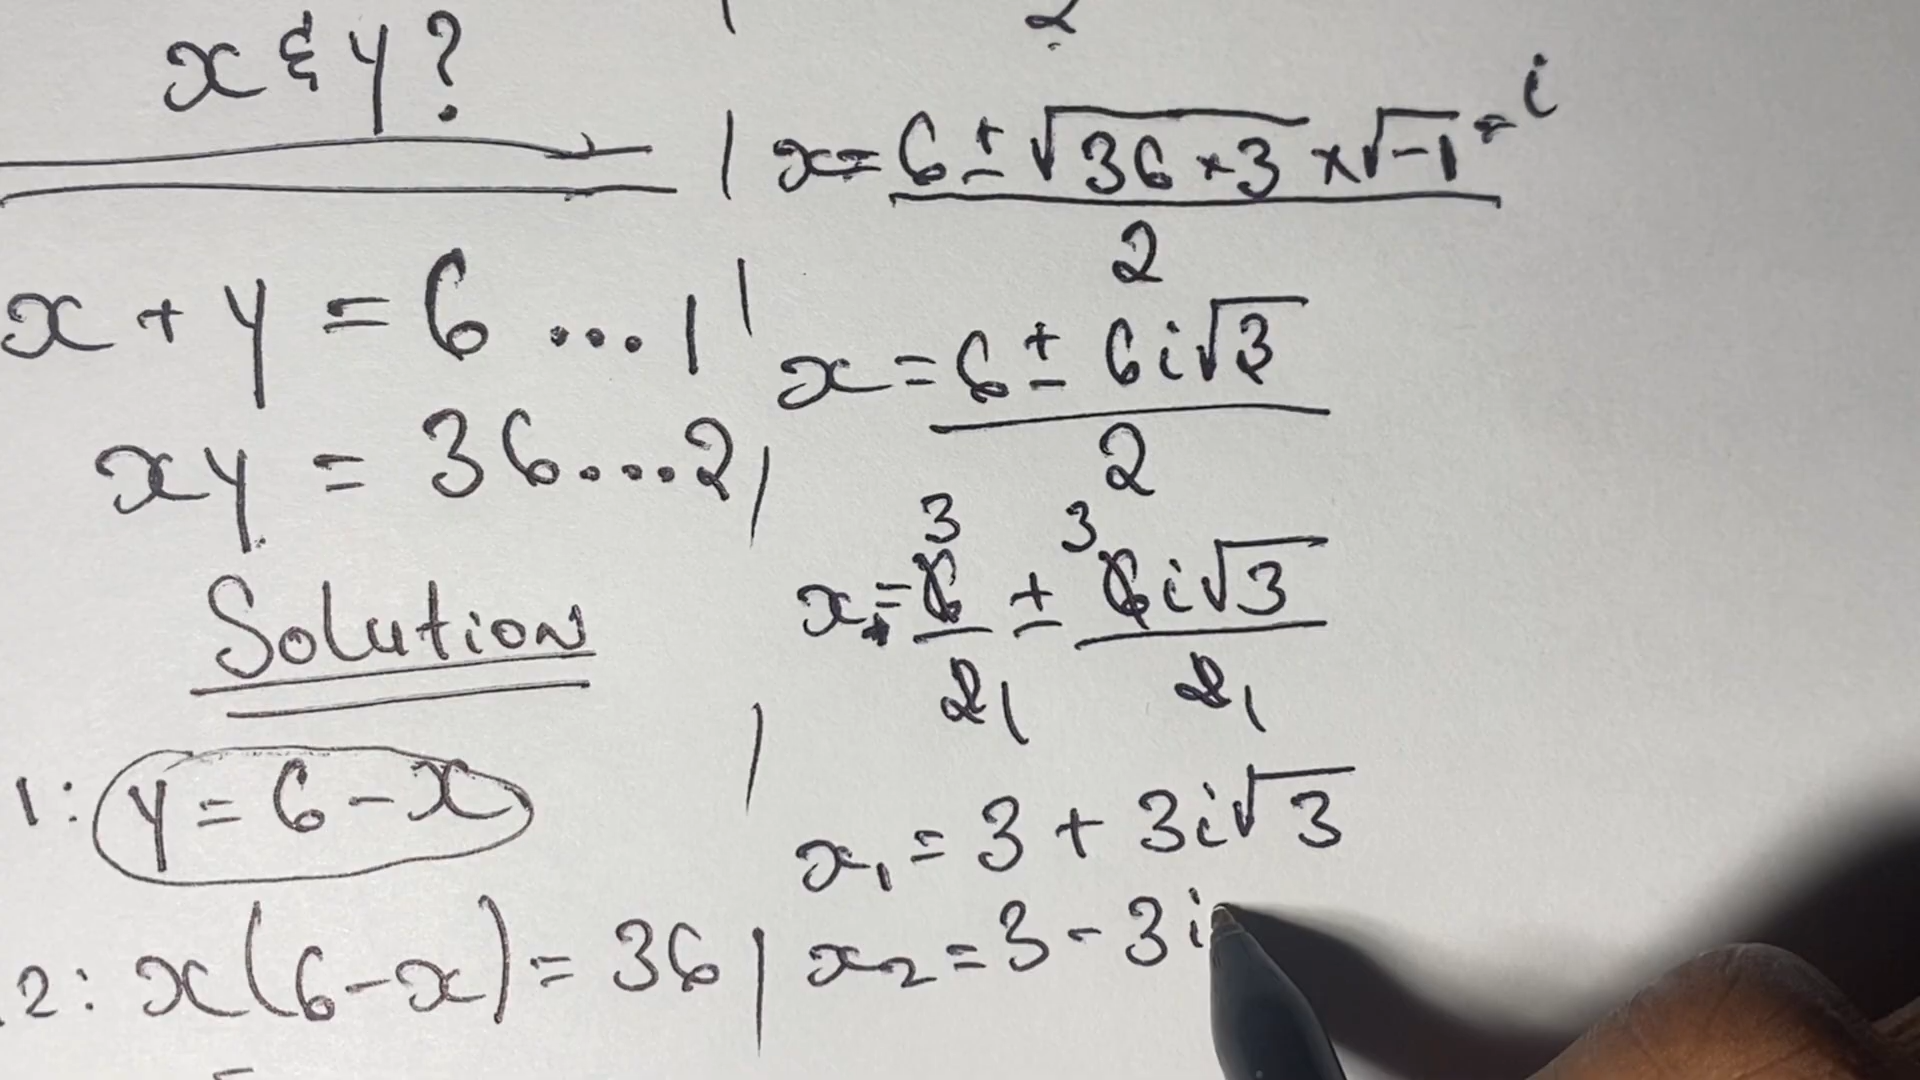 x & y?
x + y = 6 ...1
xy = 36...2
Solution
1: y = 6 - x
2: x(6-x) = 36
2
x = 6 ± √36×3 × √-1 = i
2
x = 6 ± 6i√3
2
3 3
x = 6 ± 6i√3
2 1 2 1
x₁ = 3 + 3i√3
x₂ = 3 - 3i